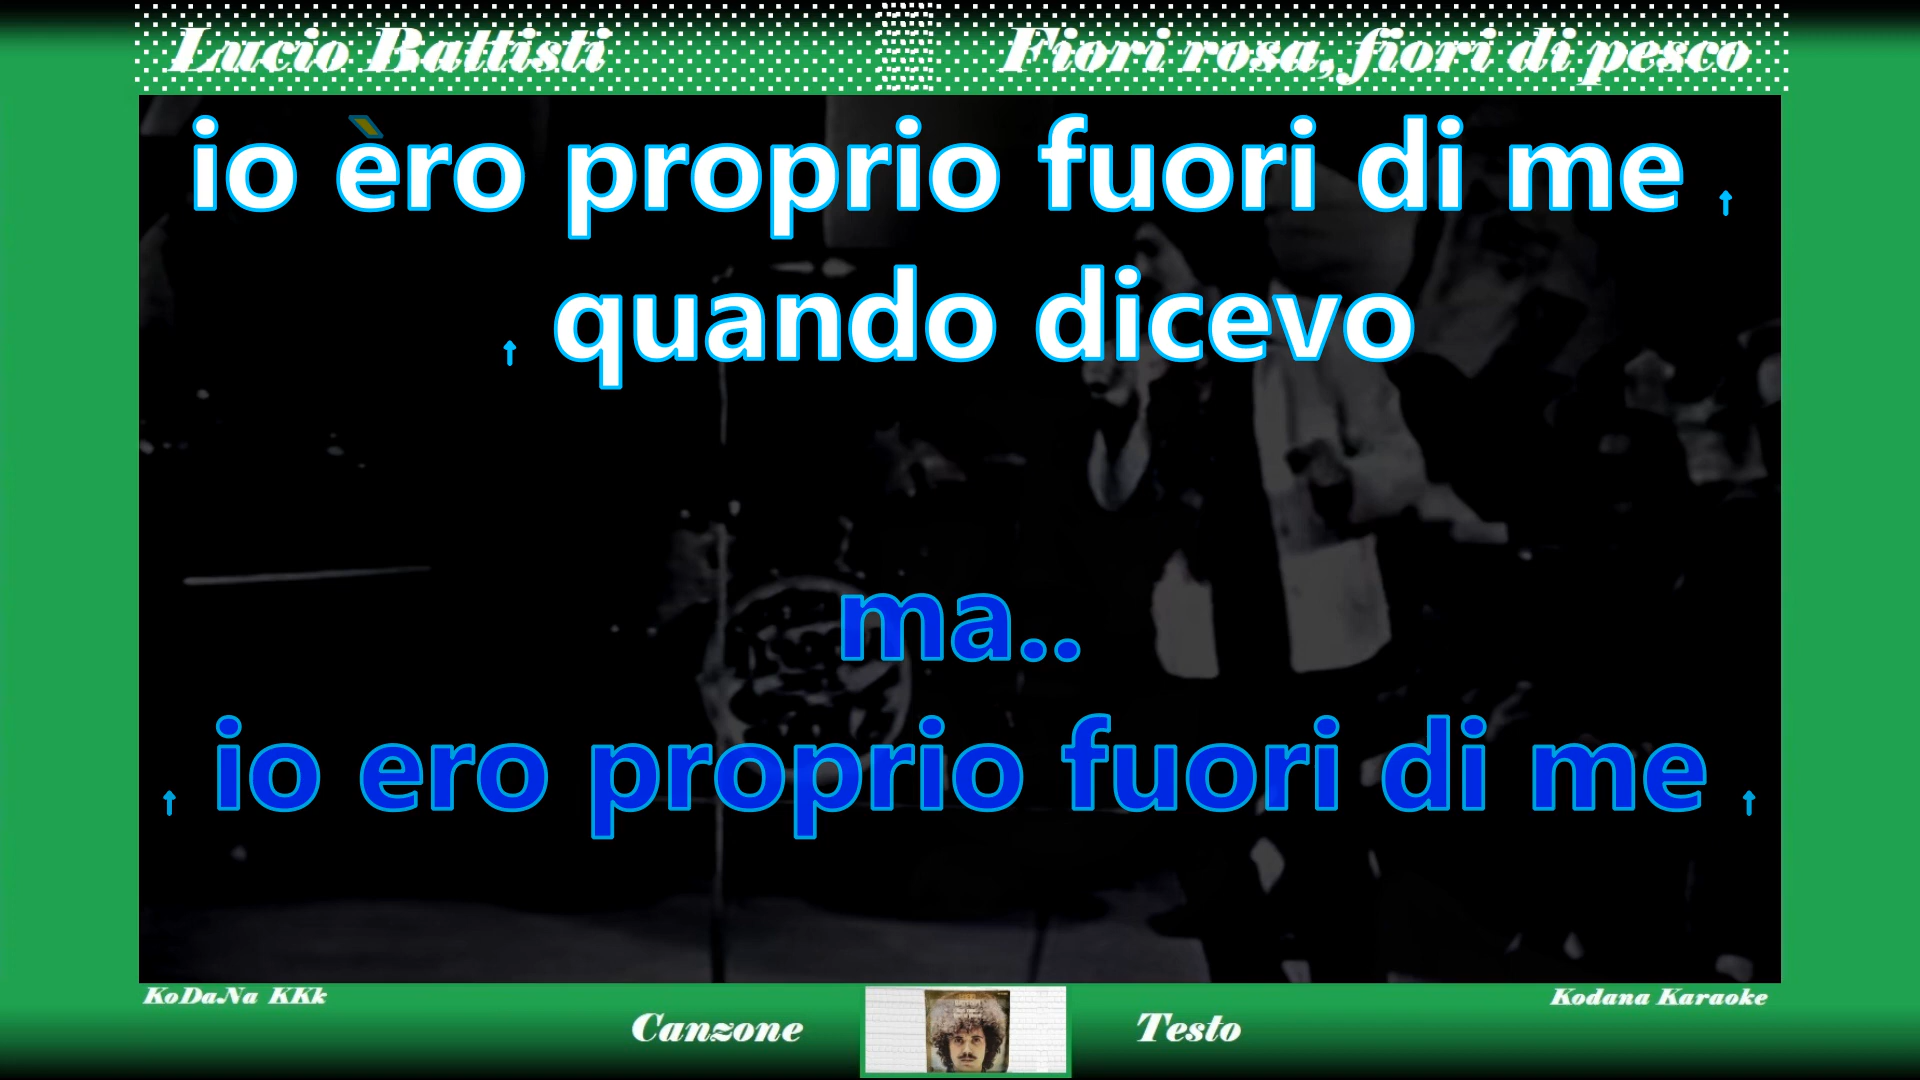 Lucio Battisti
Fiori rosa, fiori di pesco
io èro proprio fuori di me ↑
↑ quando dicevo
ma..
↑ io ero proprio fuori di me ↑
KoDaNa KKk
Kodana Karaoke
Canzone
Testo